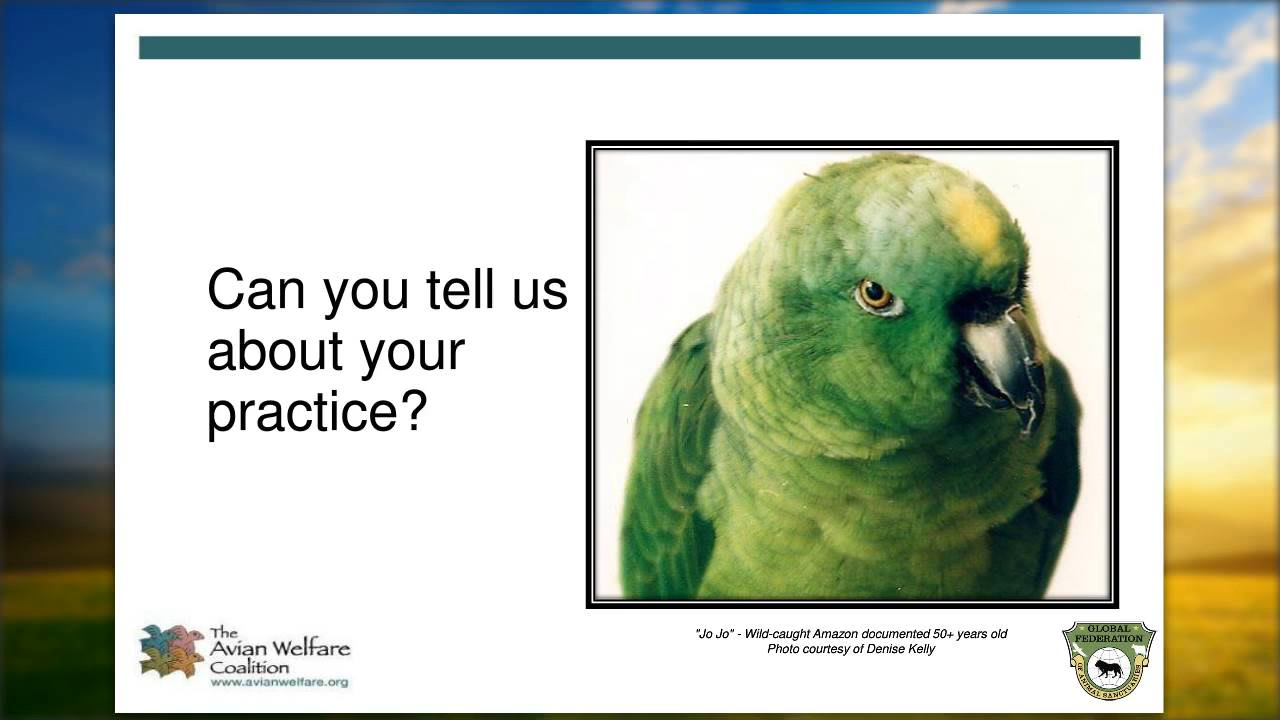 Can you tell us
about your
practice?
The
Avian Welfare
Coalition
www.avianwelfare.org
"Jo Jo" - Wild-caught Amazon documented 50+ years old
Photo courtesy of Denise Kelly
GLOBAL
FEDERATION
OF ANIMAL SANCTUARIES